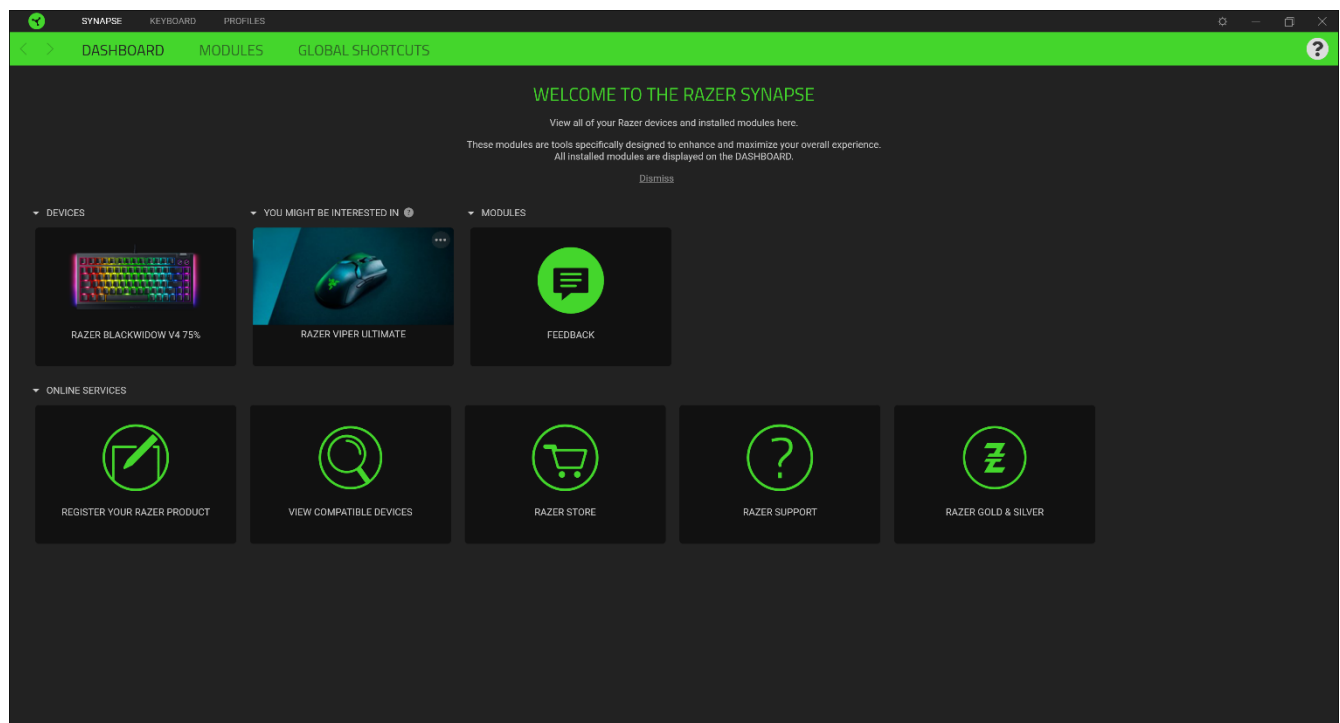 SYNAPSE KEYBOARD PROFILES
DASHBOARD MODULES GLOBAL SHORTCUTS ?
WELCOME TO THE RAZER SYNAPSE
View all of your Razer devices and installed modules here.
These modules are tools specifically designed to enhance and maximize your overall experience.
All installed modules are displayed on the DASHBOARD.
Dismiss
DEVICES
YOU MIGHT BE INTERESTED IN ?
MODULES
RAZER BLACKWIDOW V4 75%
RAZER VIPER ULTIMATE
FEEDBACK
ONLINE SERVICES
REGISTER YOUR RAZER PRODUCT
VIEW COMPATIBLE DEVICES
RAZER STORE
?
RAZER SUPPORT
RAZER GOLD & SILVER